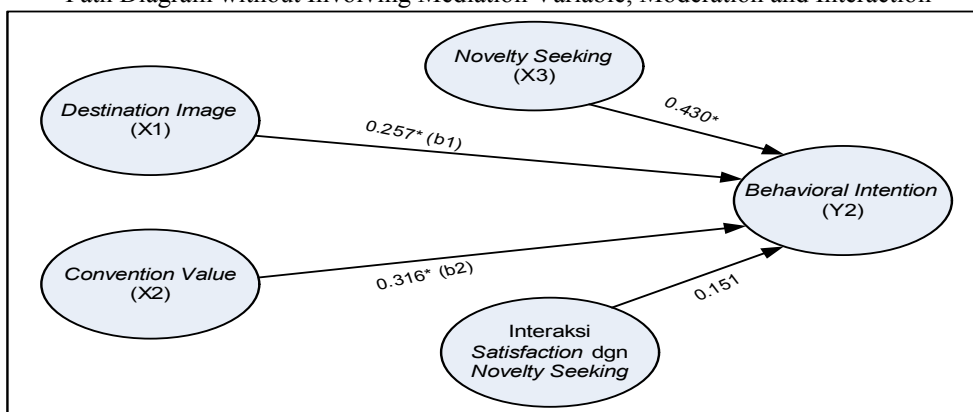 Path Diagram without Involving Mediation Variable, Moderation and Interaction
Novelty Seeking
(X3)
Destination Image
(X1)
0.430*
0.257* (b1)
Behavioral Intention
(Y2)
Convention Value
(X2)
0.316* (b2)
0.151
Interaksi
Satisfaction dgn
Novelty Seeking